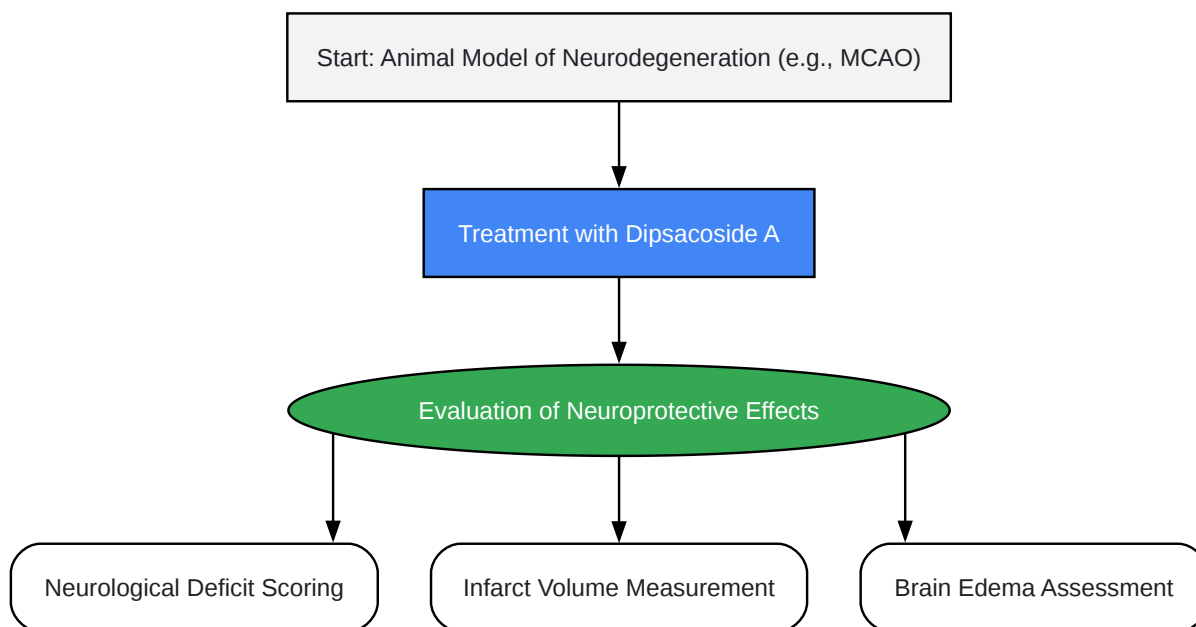 Start: Animal Model of Neurodegeneration (e.g., MCAO)
Treatment with Dipsacoside A
Evaluation of Neuroprotective Effects
Neurological Deficit Scoring
Infarct Volume Measurement
Brain Edema Assessment